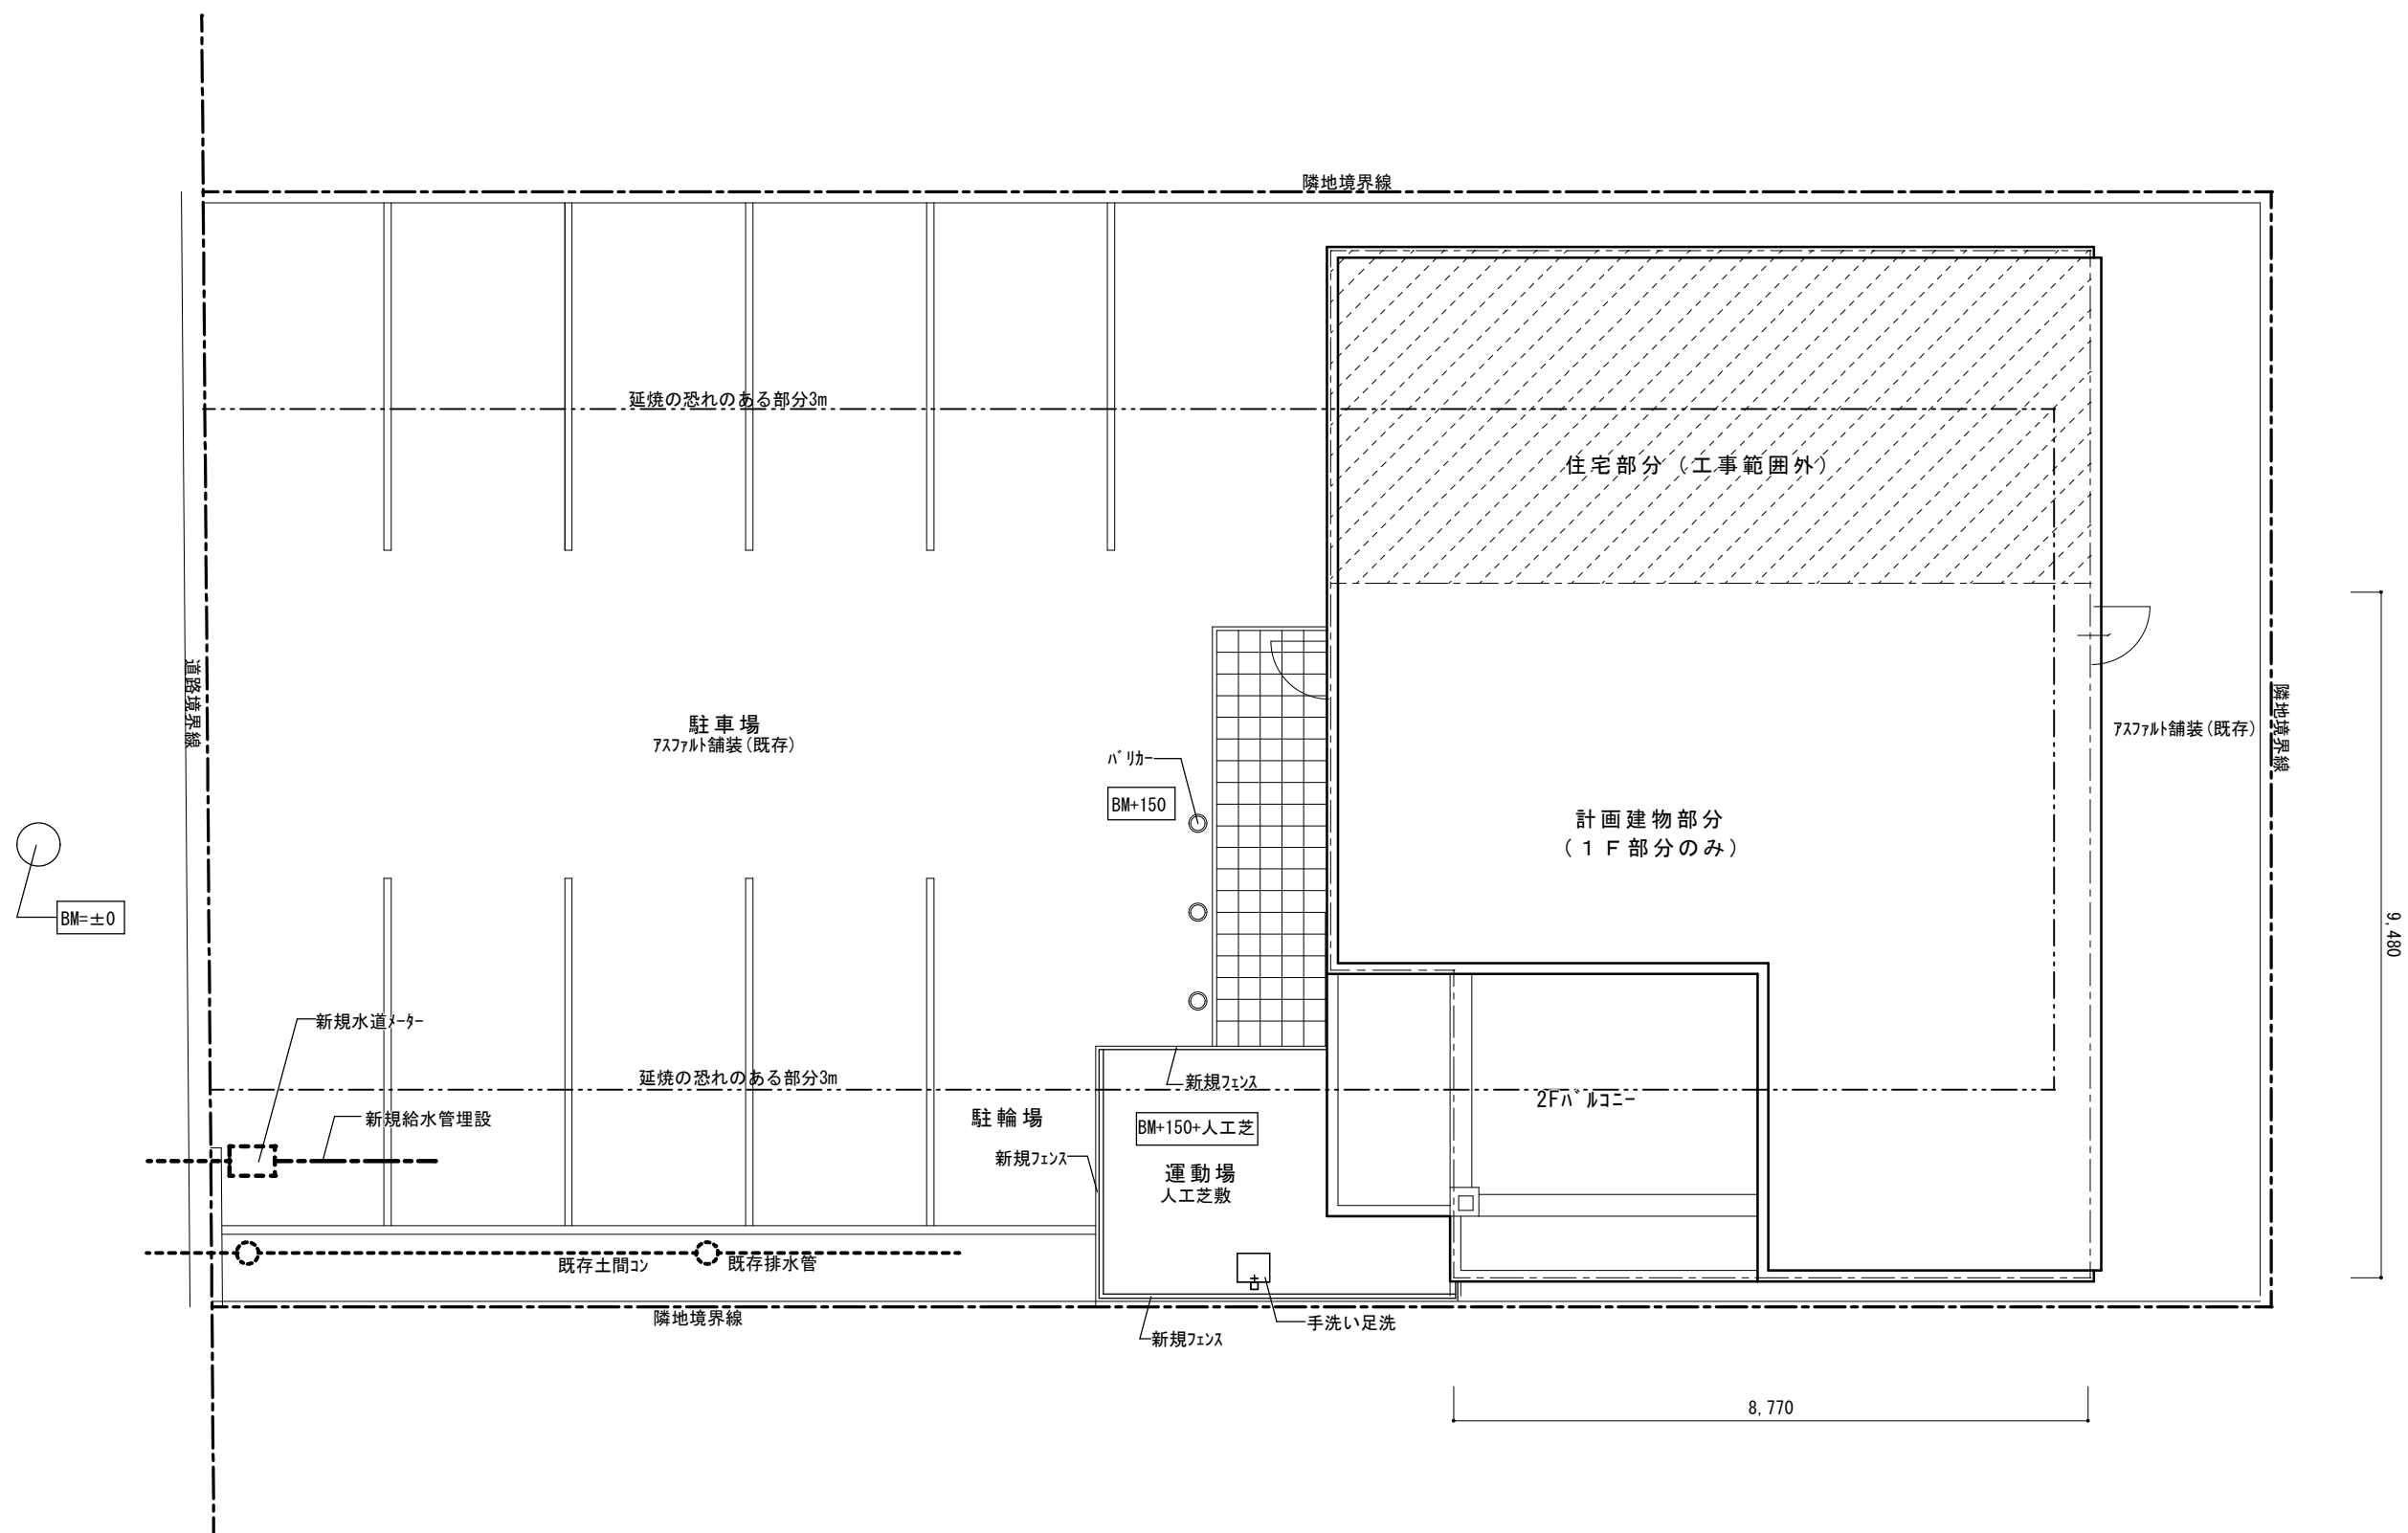 隣地境界線
延焼の恐れのある部分3m
住宅部分（工事範囲外）
道路境界線
駐車場
ｱｽﾌｧﾙﾄ舗装(既存)
隣地境界線
ｱｽﾌｧﾙﾄ舗装(既存)
ﾊﾞﾘｶｰ
BM+150
計画建物部分
（１Ｆ部分のみ）
BM=±0
9,480
新規水道ﾒｰﾀｰ
延焼の恐れのある部分3m
新規ﾌｪﾝｽ
2Fﾊﾞﾙｺﾆｰ
新規給水管埋設
駐輪場
BM+150+人工芝
新規ﾌｪﾝｽ
運動場
人工芝敷
既存土間ｺﾝ
既存排水管
隣地境界線
手洗い足洗
新規ﾌｪﾝｽ
8,770